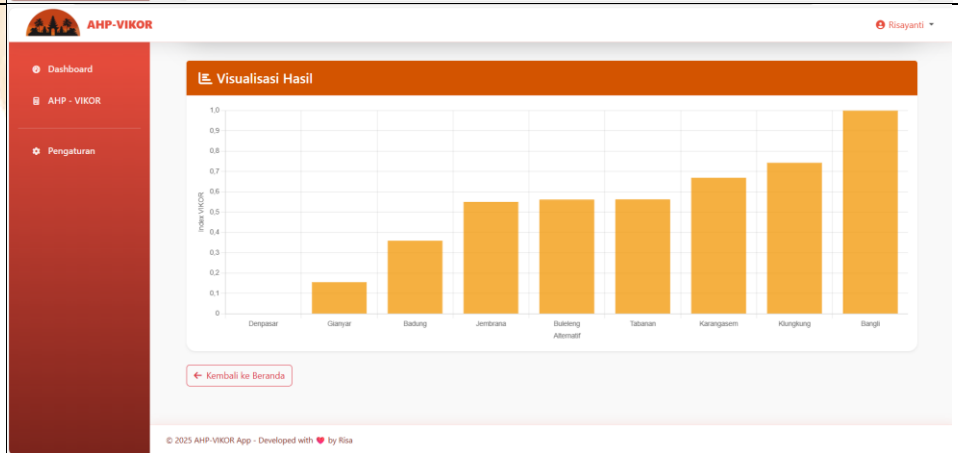 AHP-VIKOR
Risayanti
Dashboard
AHP - VIKOR
Pengaturan
Visualisasi Hasil
1,0
0,9
0,8
0,7
0,6
0,5
0,4
0,3
0,2
0,1
0
Index VIKOR
Denpasar Gianyar Badung Jembrana Buleleng Tabanan Karangasem Klungkung Bangli
Alternatif
← Kembali ke Beranda
© 2025 AHP-VIKOR App - Developed with ❤ by Risa